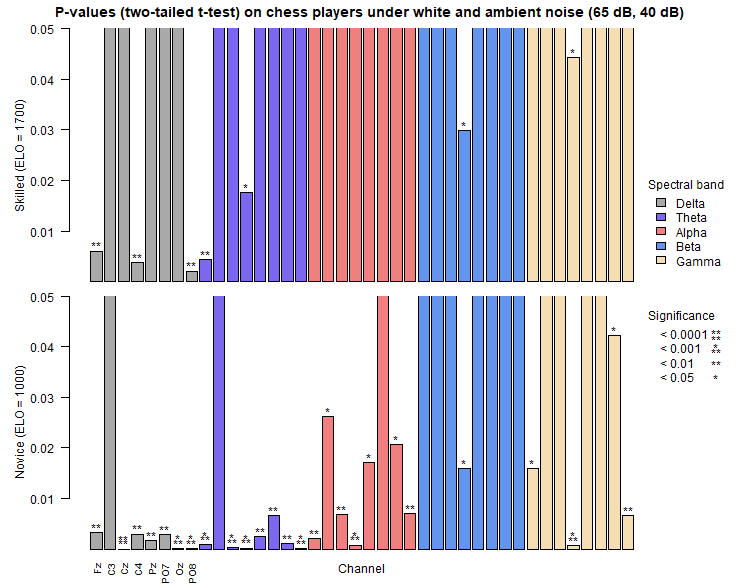 P-values (two-tailed t-test) on chess players under white and ambient noise (65 dB, 40 dB)
Skilled (ELO = 1700)
0.05
0.04
0.03
0.02
0.01
** ** ** ** * * *
Spectral band
Delta
Theta
Alpha
Beta
Gamma
Novice (ELO = 1000)
0.05
0.04
0.03
0.02
0.01
Significance
< 0.0001 ****
< 0.001 ***
< 0.01 **
< 0.05 *
Fz
C3
Cz
C4
Pz
PO7
Oz
PO8
Channel